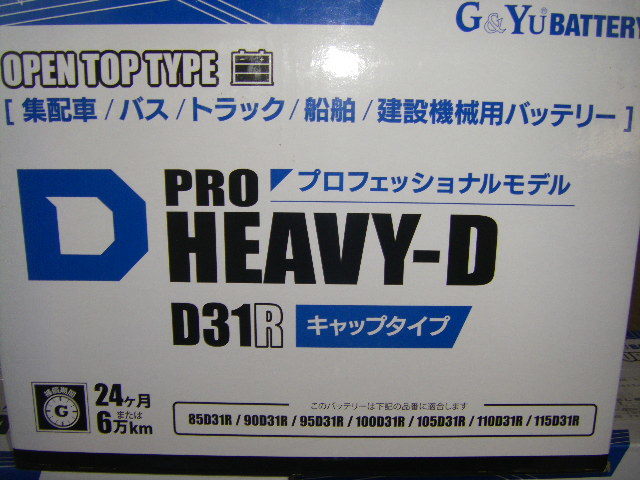 G&YU BATTERY
OPEN TOP TYPE
[ 集配車 / バス / トラック / 船舶 / 建設機械用バッテリー ]
D
PRO プロフェッショナルモデル
HEAVY-D
D31R キャップタイプ
補償期間
G
24ヶ月
または
6万km
このバッテリーは下記の品番に適合します
85D31R / 90D31R / 95D31R / 100D31R / 105D31R / 110D31R / 115D31R